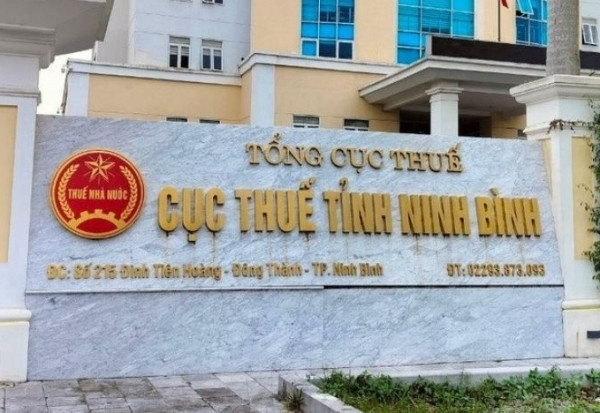 TỔNG CỤC THUẾ
THUẾ NHÀ NƯỚC
CỤC THUẾ TỈNH NINH BÌNH
ĐC: Số 215 Đinh Tiên Hoàng - Đông Thành - TP. Ninh Bình
ĐT: 02293.873.093